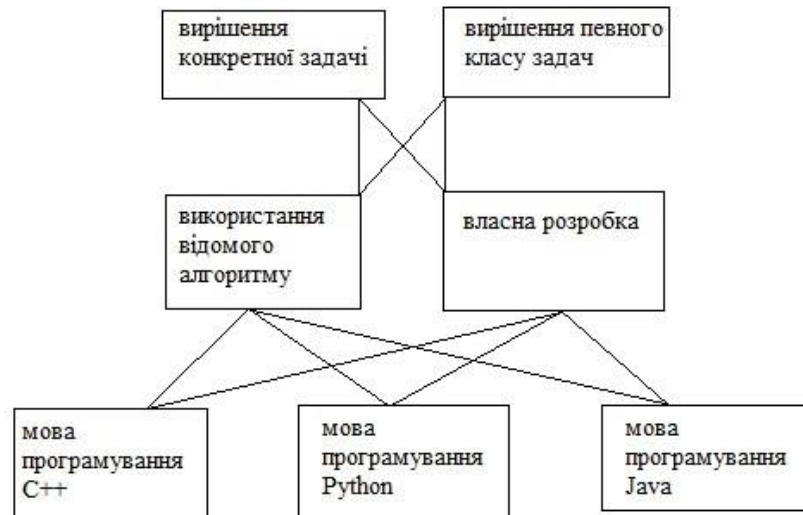 вирішення
конкретної задачі
вирішення певного
класу задач
використання
відомого
алгоритму
власна розробка
мова
програмування
C++
мова
програмування
Python
мова
програмування
Java